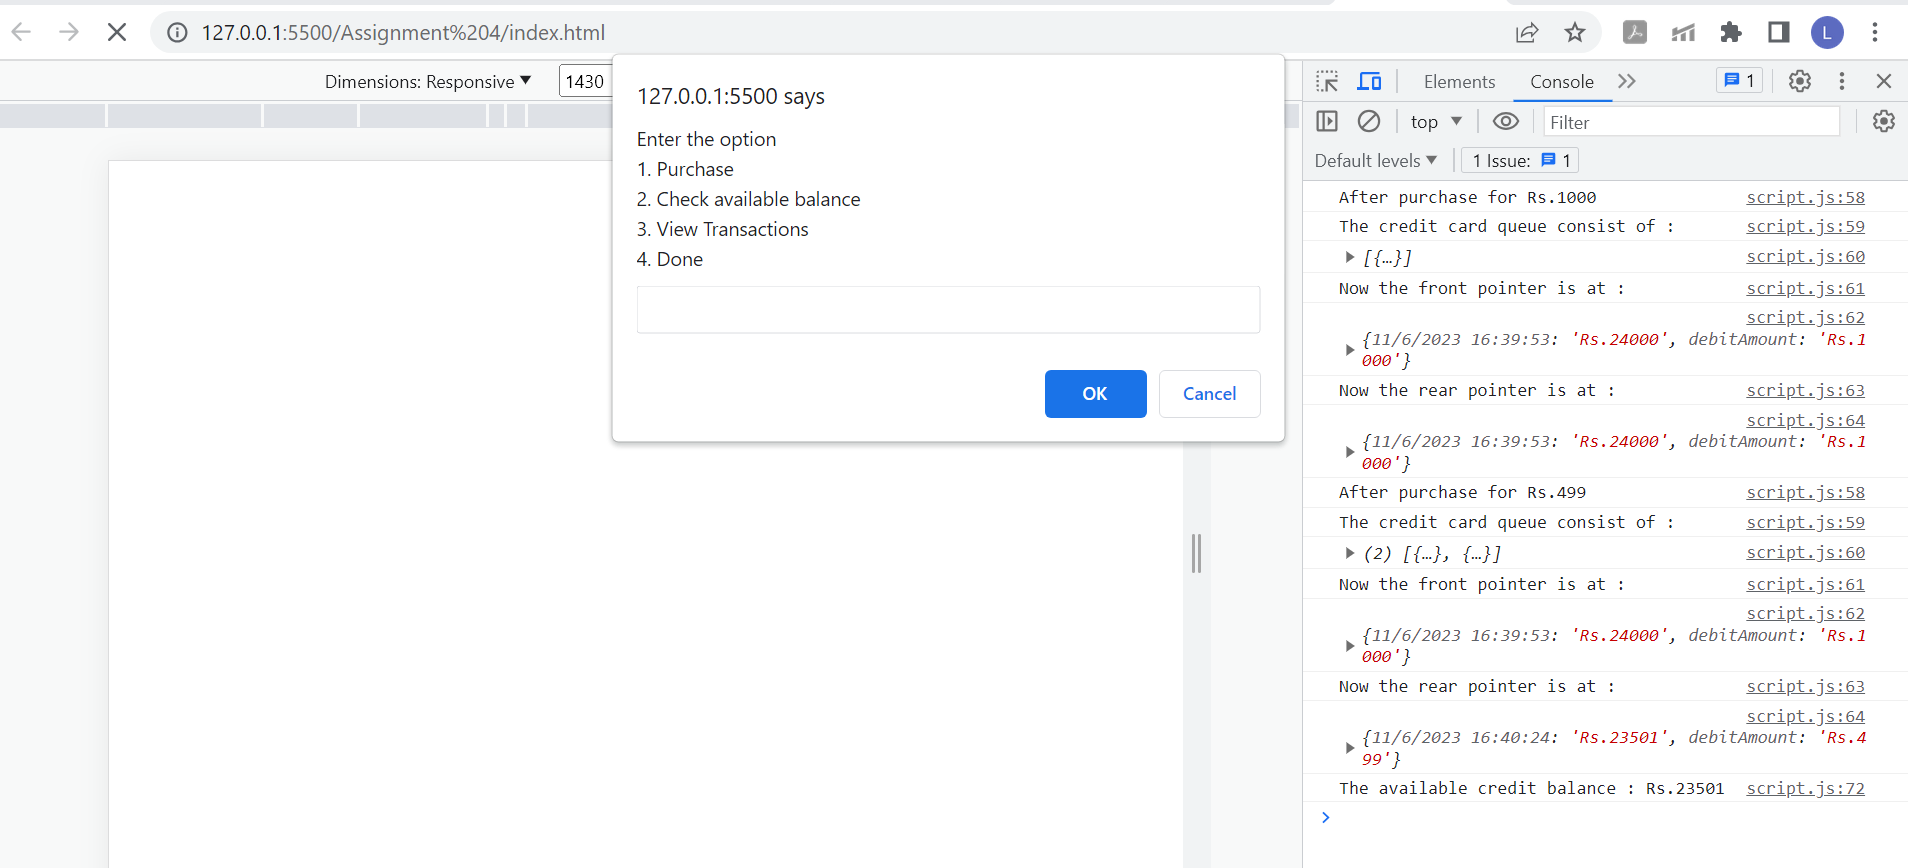 127.0.0.1:5500/Assignment%204/index.html
L
Dimensions: Responsive
1430
127.0.0.1:5500 says
Enter the option
1. Purchase
2. Check available balance
3. View Transactions
4. Done
OK
Cancel
Elements
Console
1
top
Filter
Default levels
1 Issue:
1
After purchase for Rs.1000 script.js:58
The credit card queue consist of : script.js:59
[{…}] script.js:60
Now the front pointer is at : script.js:61
script.js:62
{11/6/2023 16:39:53: 'Rs.24000', debitAmount: 'Rs.1
000'}
Now the rear pointer is at : script.js:63
script.js:64
{11/6/2023 16:39:53: 'Rs.24000', debitAmount: 'Rs.1
000'}
After purchase for Rs.499 script.js:58
The credit card queue consist of : script.js:59
(2) [{…}, {…}] script.js:60
Now the front pointer is at : script.js:61
script.js:62
{11/6/2023 16:39:53: 'Rs.24000', debitAmount: 'Rs.1
000'}
Now the rear pointer is at : script.js:63
script.js:64
{11/6/2023 16:40:24: 'Rs.23501', debitAmount: 'Rs.4
99'}
The available credit balance : Rs.23501 script.js:72